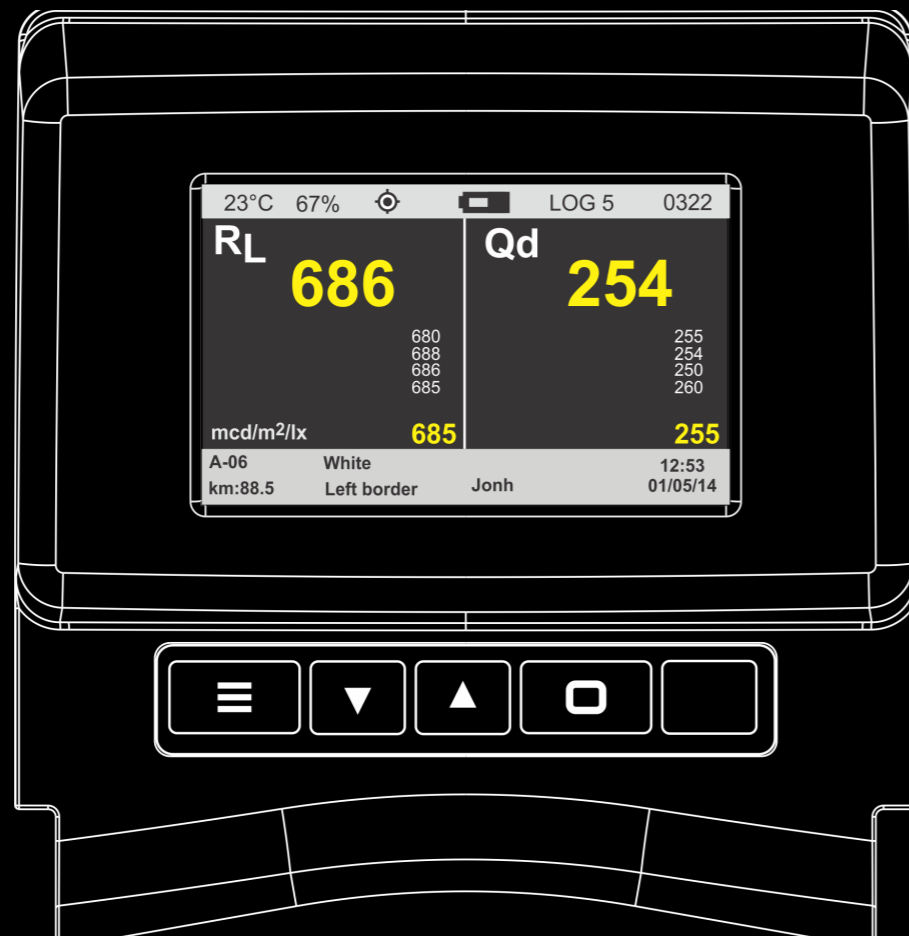 23°C 67% LOG 5 0322
RL Qd
686 254
680 255
688 254
686 250
685 260
mcd/m²/lx 685 255
A-06 White 12:53
km:88.5 Left border Jonh 01/05/14